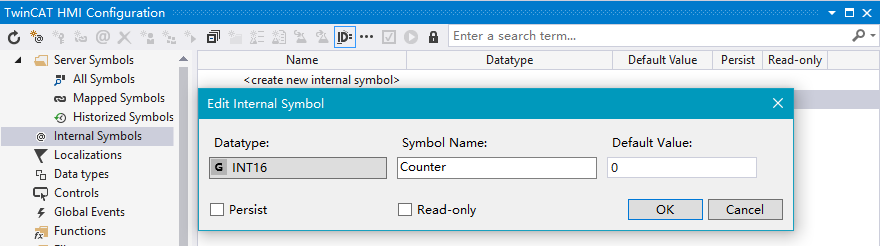 TwinCAT HMI Configuration
Enter a search term...
Server Symbols
All Symbols
Mapped Symbols
Historized Symbols
Internal Symbols
Localizations
Data types
Controls
Global Events
Functions
Name Datatype Default Value Persist Read-only
<create new internal symbol>
Edit Internal Symbol
Datatype: Symbol Name: Default Value:
G INT16 Counter 0
Persist Read-only OK Cancel